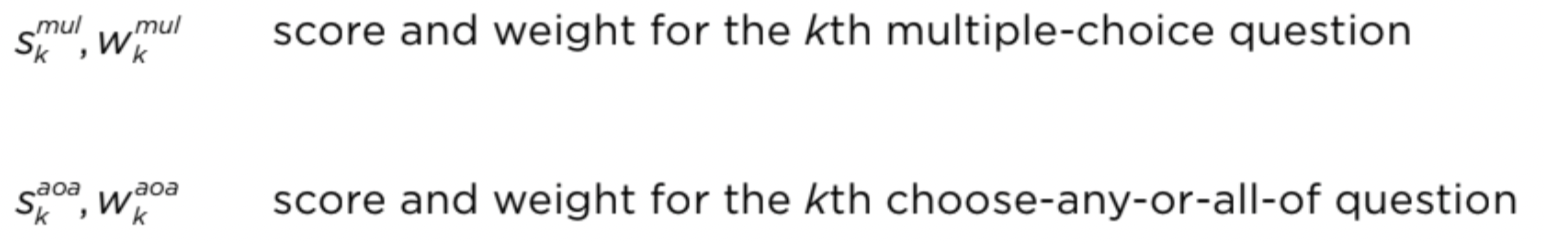 $s_k^{mul}, w_k^{mul}$ score and weight for the kth multiple-choice question
$s_k^{aoa}, w_k^{aoa}$ score and weight for the kth choose-any-or-all-of question